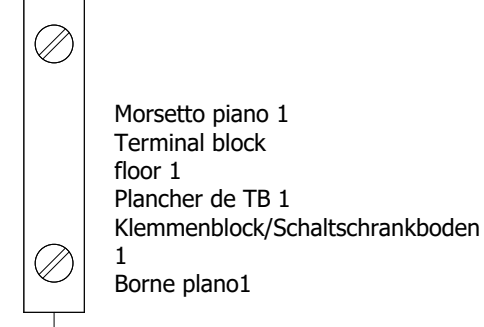 Morsetto piano 1
Terminal block
floor 1
Plancher de TB 1
Klemmenblock/Schaltschrankboden
1
Borne plano1